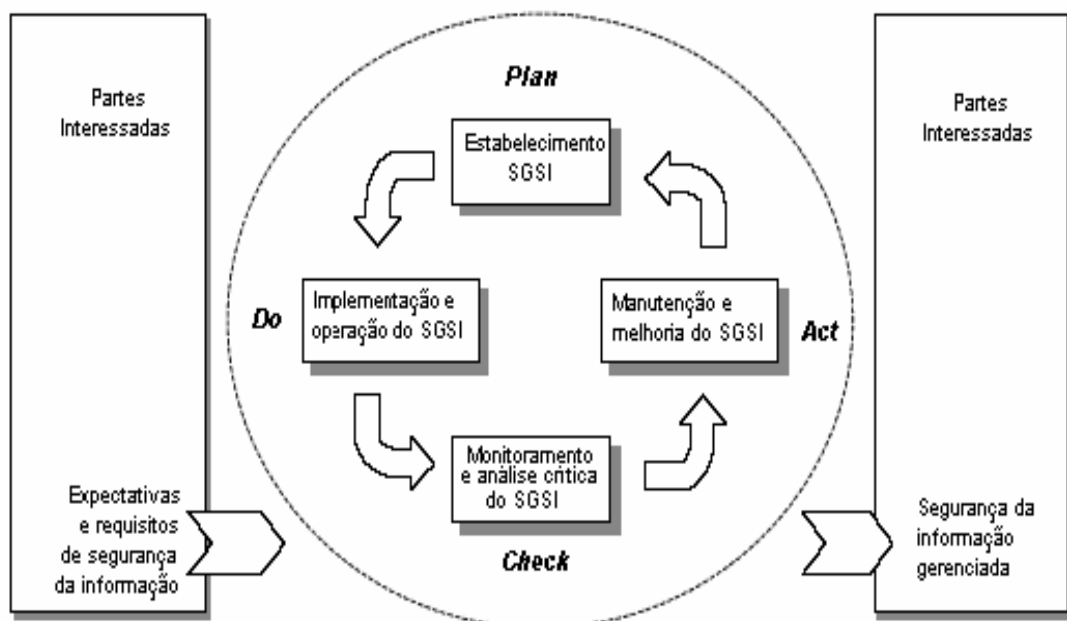 Partes
Interessadas
Expectativas
e requisitos
de segurança
da informação
Plan
Estabelecimento
SGSI
Do
Implementação e
operação do SGSI
Manutenção e
melhoria do SGSI
Act
Monitoramento
e análise crítica
do SGSI
Check
Partes
Interessadas
Segurança da
informação
gerenciada